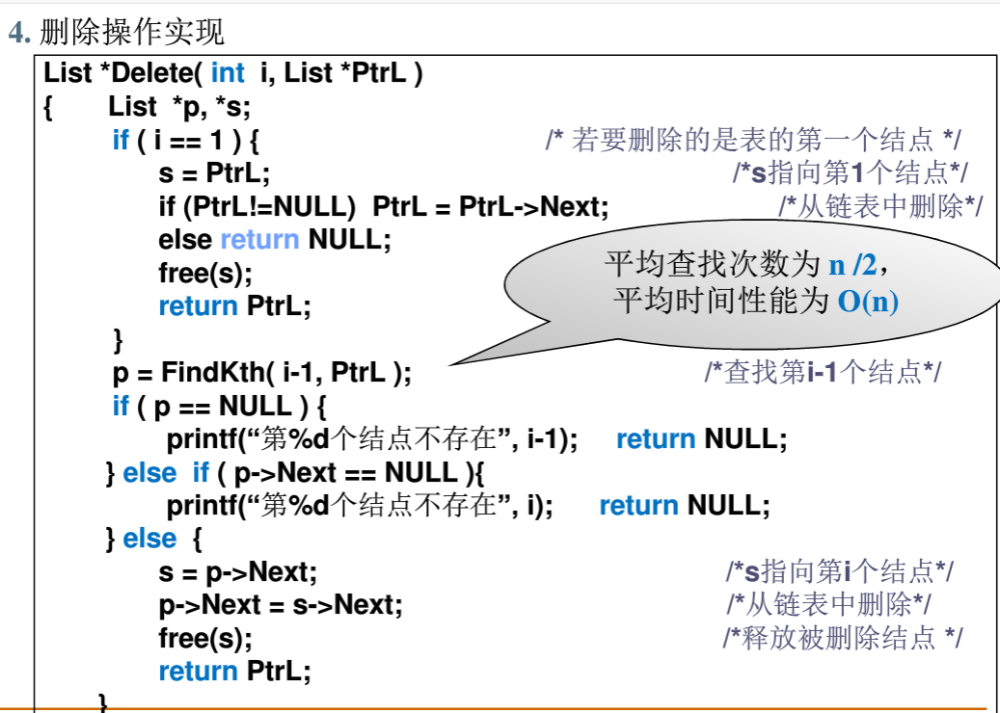 4. 删除操作实现
List *Delete( int i, List *PtrL )
{ List *p, *s;
if ( i == 1 ) { /* 若要删除的是表的第一个结点 */
s = PtrL; /*s指向第1个结点*/
if (PtrL!=NULL) PtrL = PtrL->Next; /*从链表中删除*/
else return NULL;
free(s);
return PtrL;
}
平均查找次数为 n /2，
平均时间性能为 O(n)
p = FindKth( i-1, PtrL ); /*查找第i-1个结点*/
if ( p == NULL ) {
printf(“第%d个结点不存在”, i-1); return NULL;
} else if ( p->Next == NULL ){
printf(“第%d个结点不存在”, i); return NULL;
} else {
s = p->Next; /*s指向第i个结点*/
p->Next = s->Next; /*从链表中删除*/
free(s); /*释放被删除结点 */
return PtrL;
}